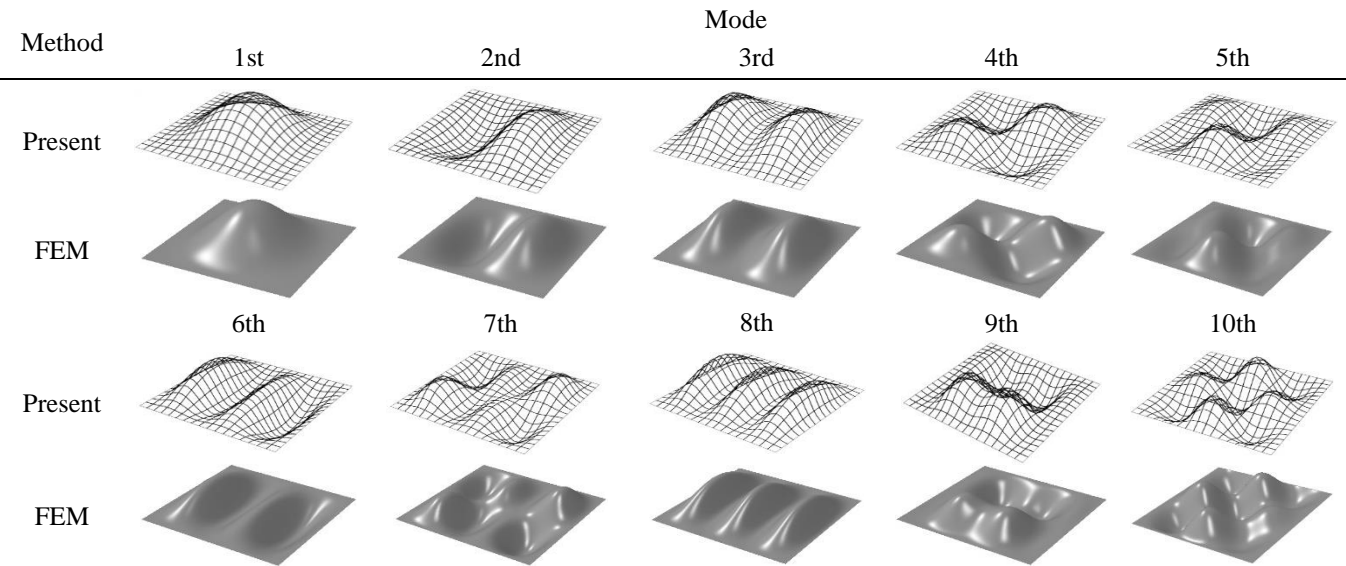 Method
Mode
1st 2nd 3rd 4th 5th
Present
FEM
6th 7th 8th 9th 10th
Present
FEM